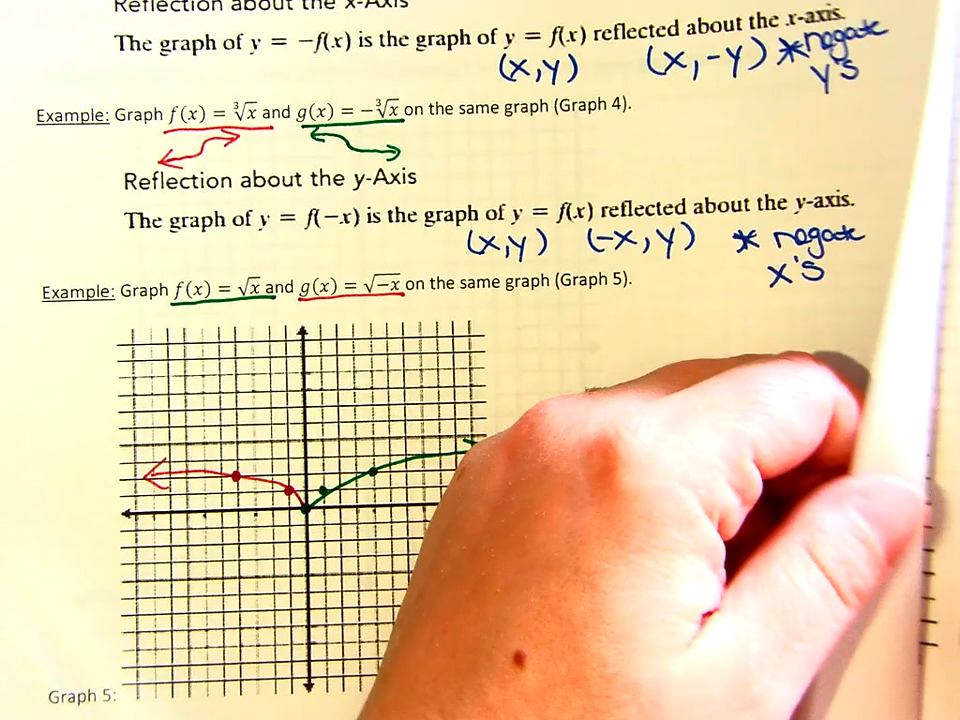 Reflection about the x-Axis
The graph of y = −f(x) is the graph of y = f(x) reflected about the x-axis.
(x,y) (x,-y) *negate
y's
Example: Graph f(x) = ∛x and g(x) = −∛x on the same graph (Graph 4).
Reflection about the y-Axis
The graph of y = f(−x) is the graph of y = f(x) reflected about the y-axis.
(x,y) (-x,y) * negate
x's
Example: Graph f(x) = √x and g(x) = √−x on the same graph (Graph 5).
Graph 5: